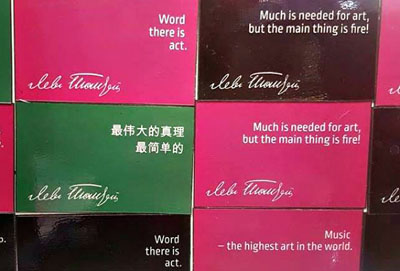 Word
there is
act.
Лев Толстой
Much is needed for art,
but the main thing is fire!
Лев Толстой
最伟大的真理
最简单的
Лев Толстой
Much is needed for art,
but the main thing is fire!
Лев Толстой
Word
there is
act.
Music
– the highest art in the world.